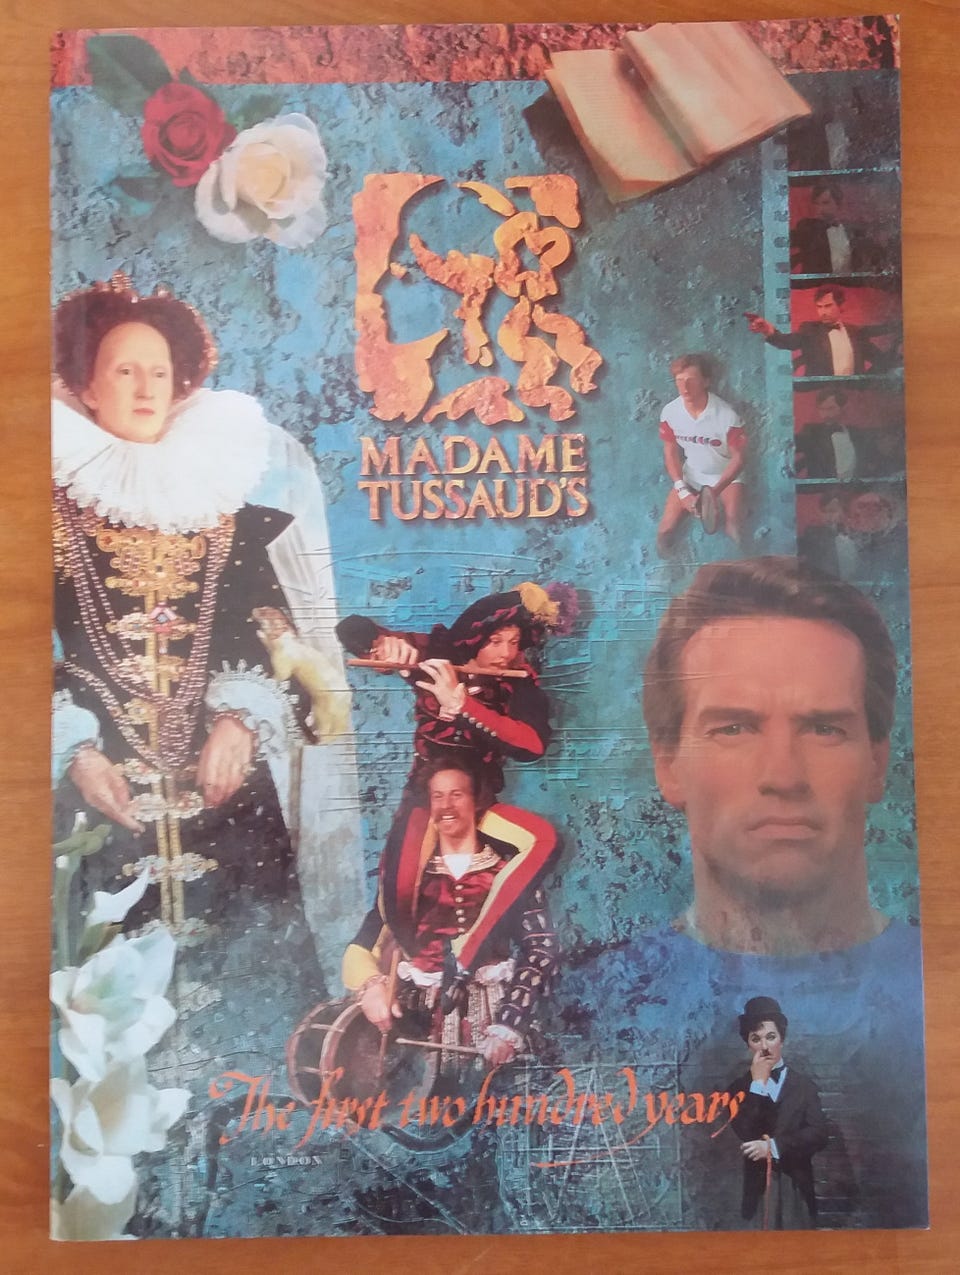 MADAME
TUSSAUD'S
The first two hundred years
LONDON